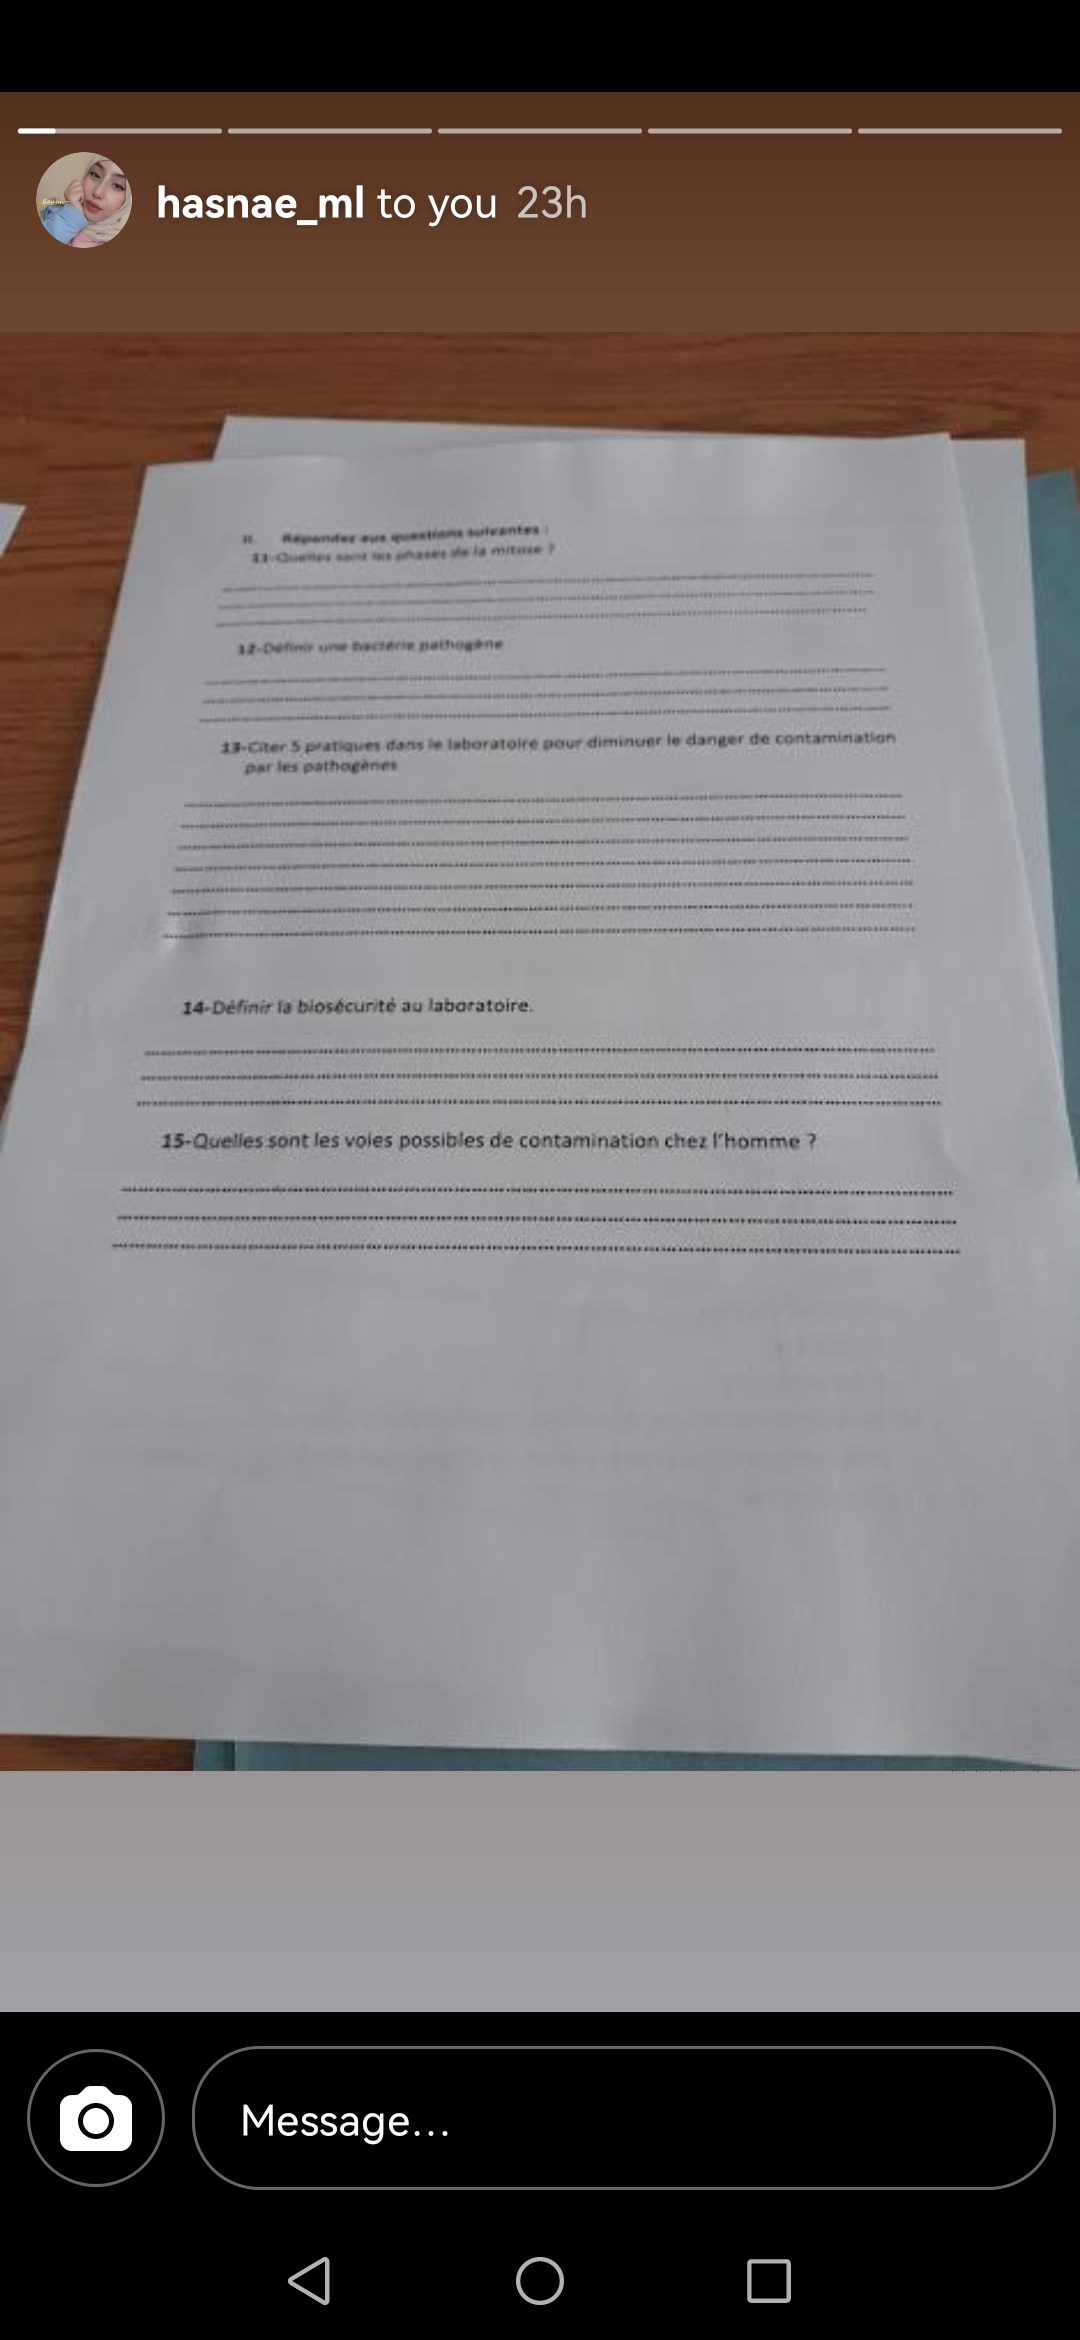 hasnae_ml to you 23h
II. Répondez aux questions suivantes :
11-Quelles sont les phases de la mitose ?
12-Définir une bactérie pathogène
13-Citer 5 pratiques dans le laboratoire pour diminuer le danger de contamination
par les pathogènes
14-Définir la biosécurité au laboratoire.
15-Quelles sont les voies possibles de contamination chez l'homme ?
Message...